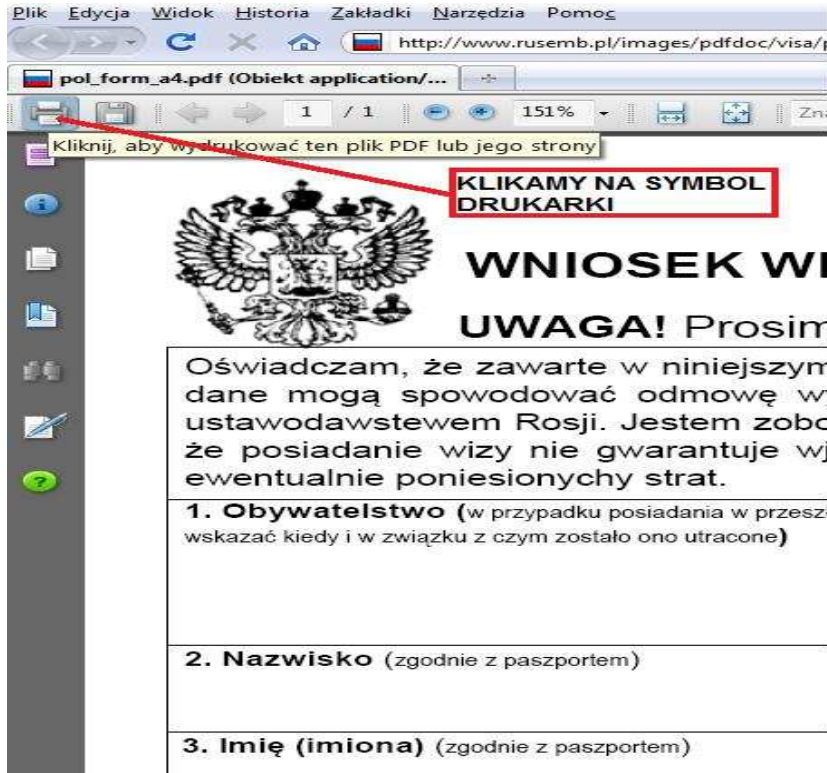 Plik Edycja Widok Historia Zakładki Narzędzia Pomoc
http://www.rusemb.pl/images/pdfdoc/visa/
pol_form_a4.pdf (Obiekt application/...
1 / 1 151%
Kliknij, aby wydrukować ten plik PDF lub jego strony
KLIKAMY NA SYMBOL
DRUKARKI
WNIOSEK
UWAGA!
Oświadczam, że zawarte w niniejszym
dane mogą spowodować odmowę
ustawodawstewem Rosji. Jestem
że posiadanie wizy nie gwarantuje
ewentualnie poniesionychy strat.
1. Obywatelstwo (w przypadku posiadania w
wskazać kiedy i w związku z czym zostało ono utracone)
2. Nazwisko (zgodnie z paszportem)
3. Imię (imiona) (zgodnie z paszportem)